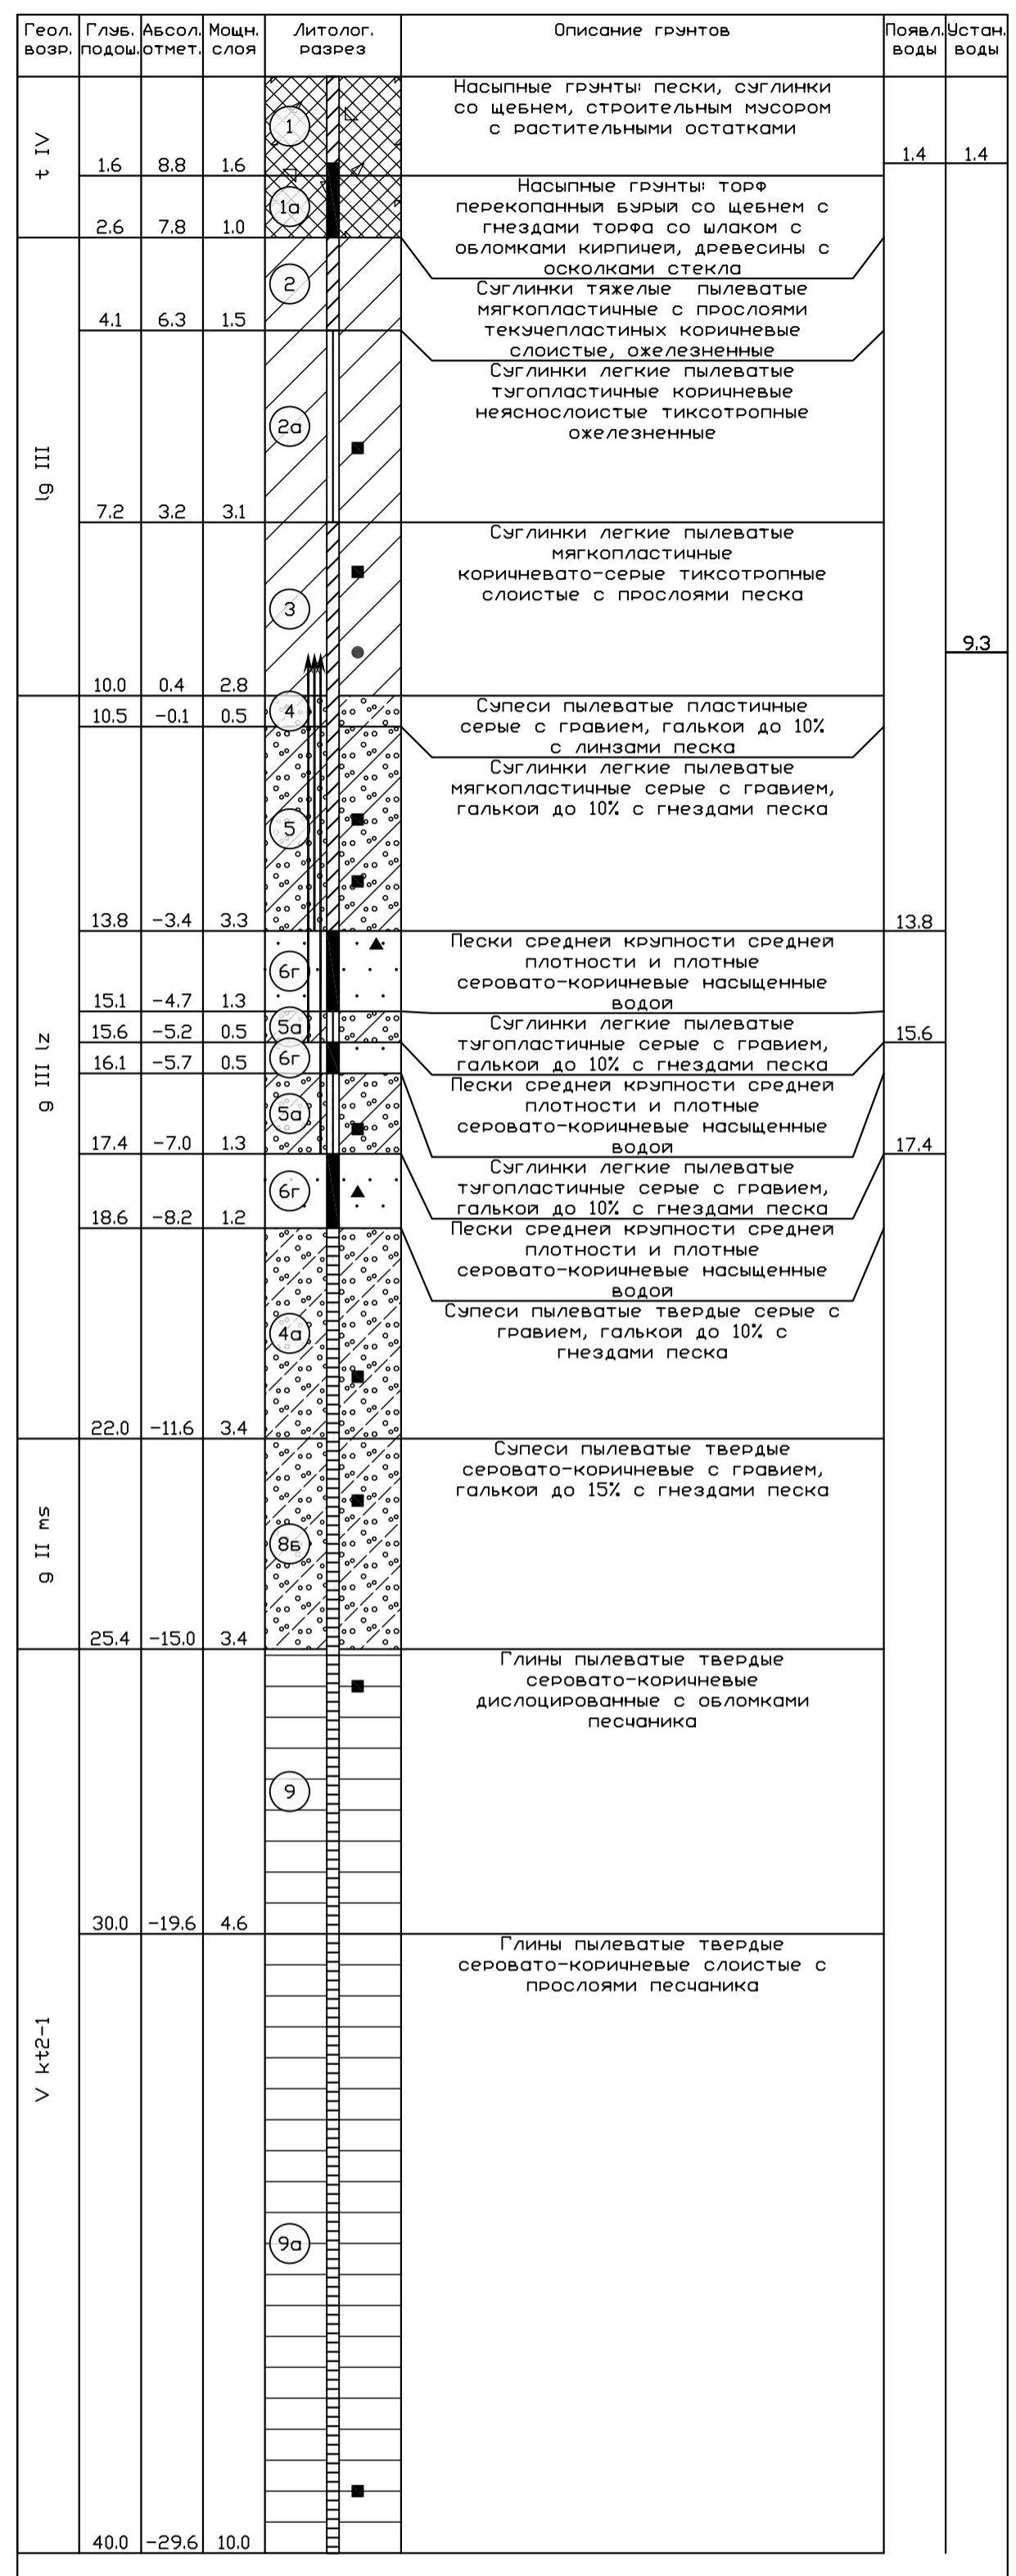 Геол. Глуб. Абсол. Мощн. Литолог. Описание грунтов Появл. Устан.
возр. подош. отмет. слоя разрез воды воды
t IV
1
Насыпные грунты: пески, суглинки
со щебнем, строительным мусором
с растительными остатками
1.6 8.8 1.6
1.4 1.4
1а
Насыпные грунты: торф
перекопанный бурый со щебнем с
гнездами торфа со шлаком с
обломками кирпичей, древесины с
осколками стекла
2.6 7.8 1.0
lg III
2
Суглинки тяжелые пылеватые
мягкопластичные с прослоями
текучепластиных коричневые
слоистые, ожелезненные
4.1 6.3 1.5
2а
Суглинки легкие пылеватые
тугопластичные коричневые
неяснослоистые тиксотропные
ожелезненные
7.2 3.2 3.1
3
Суглинки легкие пылеватые
мягкопластичные
коричневато-серые тиксотропные
слоистые с прослоями песка
9.3
10.0 0.4 2.8
g III lz
4
Супеси пылеватые пластичные
серые с гравием, галькой до 10%
с линзами песка
10.5 -0.1 0.5
5
Суглинки легкие пылеватые
мягкопластичные серые с гравием,
галькой до 10% с гнездами песка
13.8 -3.4 3.3
13.8
6г
Пески средней крупности средней
плотности и плотные
серовато-коричневые насыщенные
водой
15.1 -4.7 1.3
5а
Суглинки легкие пылеватые
тугопластичные серые с гравием,
галькой до 10% с гнездами песка
15.6 -5.2 0.5
15.6
6г
Пески средней крупности средней
плотности и плотные
серовато-коричневые насыщенные
водой
16.1 -5.7 0.5
5а
Суглинки легкие пылеватые
тугопластичные серые с гравием,
галькой до 10% с гнездами песка
17.4 -7.0 1.3
17.4
6г
Пески средней крупности средней
плотности и плотные
серовато-коричневые насыщенные
водой
18.6 -8.2 1.2
4а
Супеси пылеватые твердые серые с
гравием, галькой до 10% с
гнездами песка
22.0 -11.6 3.4
g II ms
8б
Супеси пылеватые твердые
серовато-коричневые с гравием,
галькой до 15% с гнездами песка
25.4 -15.0 3.4
V kt2-1
9
Глины пылеватые твердые
серовато-коричневые
дислоцированные с обломками
песчаника
30.0 -19.6 4.6
9а
Глины пылеватые твердые
серовато-коричневые слоистые с
прослоями песчаника
40.0 -29.6 10.0